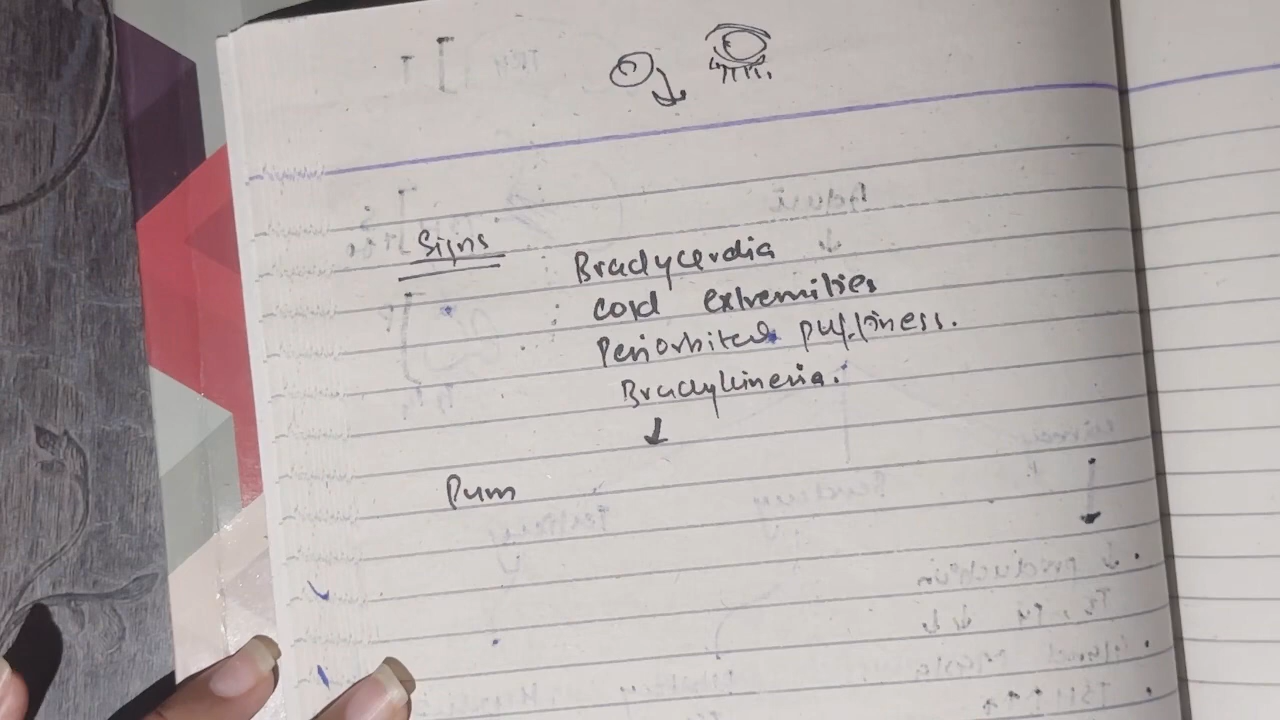 Signs
Bradycardia
cold extremities
Periorbital puffiness.
Bradykinesia.
↓
Pum